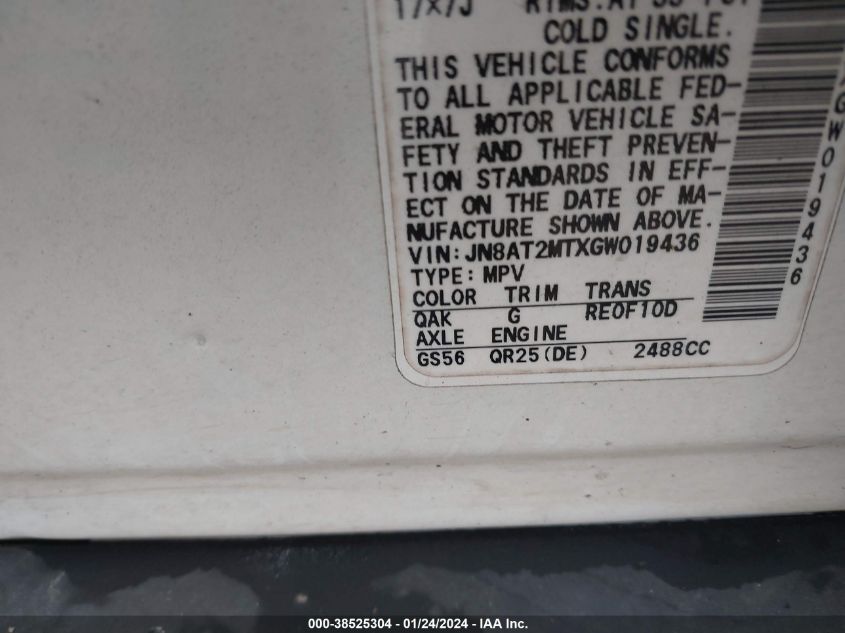 COLD SINGLE.
THIS VEHICLE CONFORMS
TO ALL APPLICABLE FED-
ERAL MOTOR VEHICLE SA-
FETY AND THEFT PREVEN-
TION STANDARDS IN EFF-
ECT ON THE DATE OF MA-
NUFACTURE SHOWN ABOVE.
VIN:JN8AT2MTXGW019436
TYPE:MPV
COLOR TRIM TRANS
QAK G RE0F10D
AXLE ENGINE
GS56 QR25(DE) 2488CC
GW019436
000-38525304 - 01/24/2024 - IAA Inc.